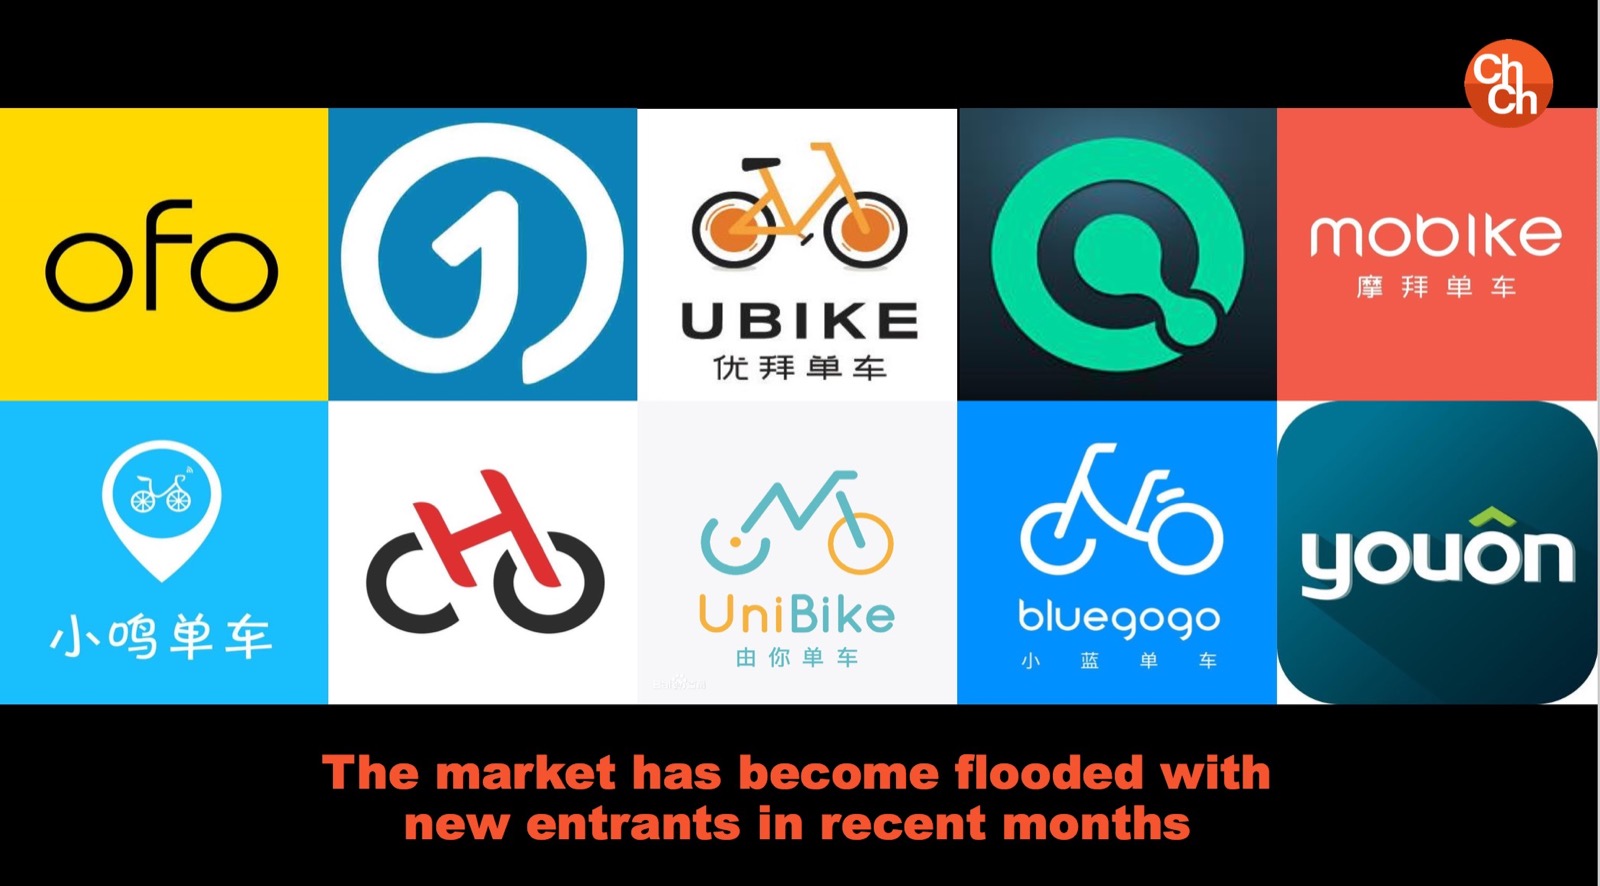 Ch
Ch
ofo
1
UBIKE
优拜单车
mobike
摩拜单车
小鸣单车
UniBike
由你单车
bluegogo
小蓝单车
youon
The market has become flooded with
new entrants in recent months